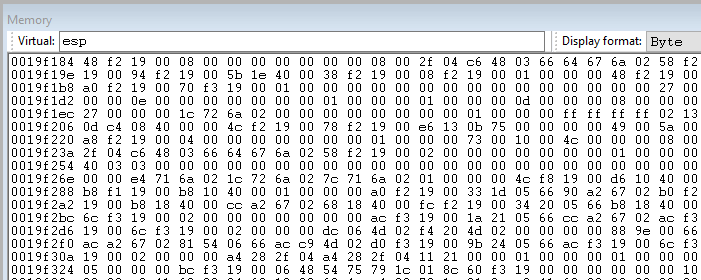 Memory
Virtual: esp Display format: Byte
0019f184 48 f2 19 00 08 00 00 00 00 00 00 00 08 00 2f 04 c6 48 03 66 64 67 6a 02 58 f2
0019f19e 19 00 94 f2 19 00 5b 1e 40 00 38 f2 19 00 08 f2 19 00 01 00 00 00 48 f2 19 00
0019f1b8 a0 f2 19 00 70 f3 19 00 01 00 00 00 00 00 00 00 00 00 00 00 00 00 00 00 27 00
0019f1d2 00 00 0e 00 00 00 00 00 01 00 00 00 01 00 00 00 0d 00 00 00 08 00 00 00
0019f1ec 27 00 00 00 1c 72 6a 02 00 00 00 00 00 00 00 00 01 00 00 00 ff ff ff ff 02 13
0019f206 0d c4 08 40 00 00 4c f2 19 00 78 f2 19 00 e6 13 0b 75 00 00 00 00 49 00 5a 00
0019f220 a8 f2 19 00 04 00 00 00 00 00 00 00 73 00 10 00 4c 00 00 00 08 00
0019f23a 2f 04 c6 48 03 66 64 67 6a 02 58 f2 19 00 02 00 00 00 00 00 00 00 01 00 00 00
0019f254 40 03 03 00 00 00 00 00 00 00 00 00 00 00 00 00 00 00 00 00 00 00 00 00 00 00
0019f26e 00 00 e4 71 6a 02 1c 72 6a 02 7c 71 6a 02 01 00 00 00 4c f8 19 00 d6 10 40 00
0019f288 b8 f1 19 00 b8 10 40 00 01 00 00 00 a0 f2 19 00 33 1d 05 66 90 a2 67 02 b0 f2
0019f2a2 19 00 b8 18 40 00 cc a2 67 02 68 18 40 00 fc f2 19 00 34 20 05 66 b8 18 40 00
0019f2bc 6c f3 19 00 02 00 00 00 00 00 00 00 ac f3 19 00 1a 21 05 66 cc a2 67 02 ac f3
0019f2d6 19 00 6c f3 19 00 02 00 00 00 dc 06 4d 02 f4 20 4d 02 00 00 00 00 88 9e 00 66
0019f2f0 ac a2 67 02 81 54 06 66 ac c9 4d 02 d0 f3 19 00 9b 24 05 66 ac f3 19 00 6c f3
0019f30a 19 00 02 00 00 00 a4 28 2f 04 a4 28 2f 04 11 21 00 00 01 00 00 00 00 00 00 00
0019f324 05 00 00 00 bc f3 19 00 06 48 54 75 79 1c 01 8c 60 f3 19 00 00 00 00 00 00 00